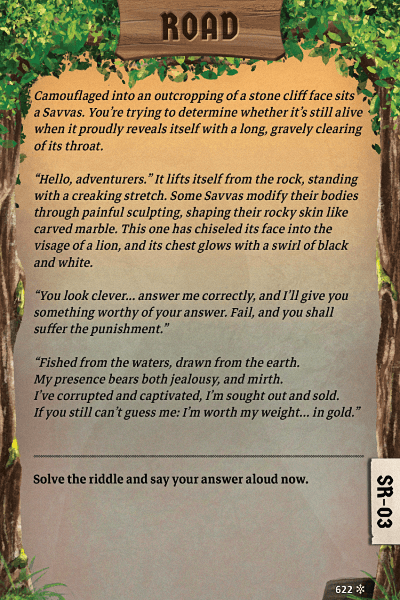 ROAD
Camouflaged into an outcropping of a stone cliff face sits
a Savvas. You're trying to determine whether it's still alive
when it proudly reveals itself with a long, gravely clearing
of its throat.
“Hello, adventurers.” It lifts itself from the rock, standing
with a creaking stretch. Some Savvas modify their bodies
through painful sculpting, shaping their rocky skin like
carved marble. This one has chiseled its face into the
visage of a lion, and its chest glows with a swirl of black
and white.
“You look clever... answer me correctly, and I'll give you
something worthy of your answer. Fail, and you shall
suffer the punishment.”
“Fished from the waters, drawn from the earth.
My presence bears both jealousy, and mirth.
I've corrupted and captivated, I'm sought out and sold.
If you still can't guess me: I'm worth my weight... in gold.”
Solve the riddle and say your answer aloud now.
SR-03
622